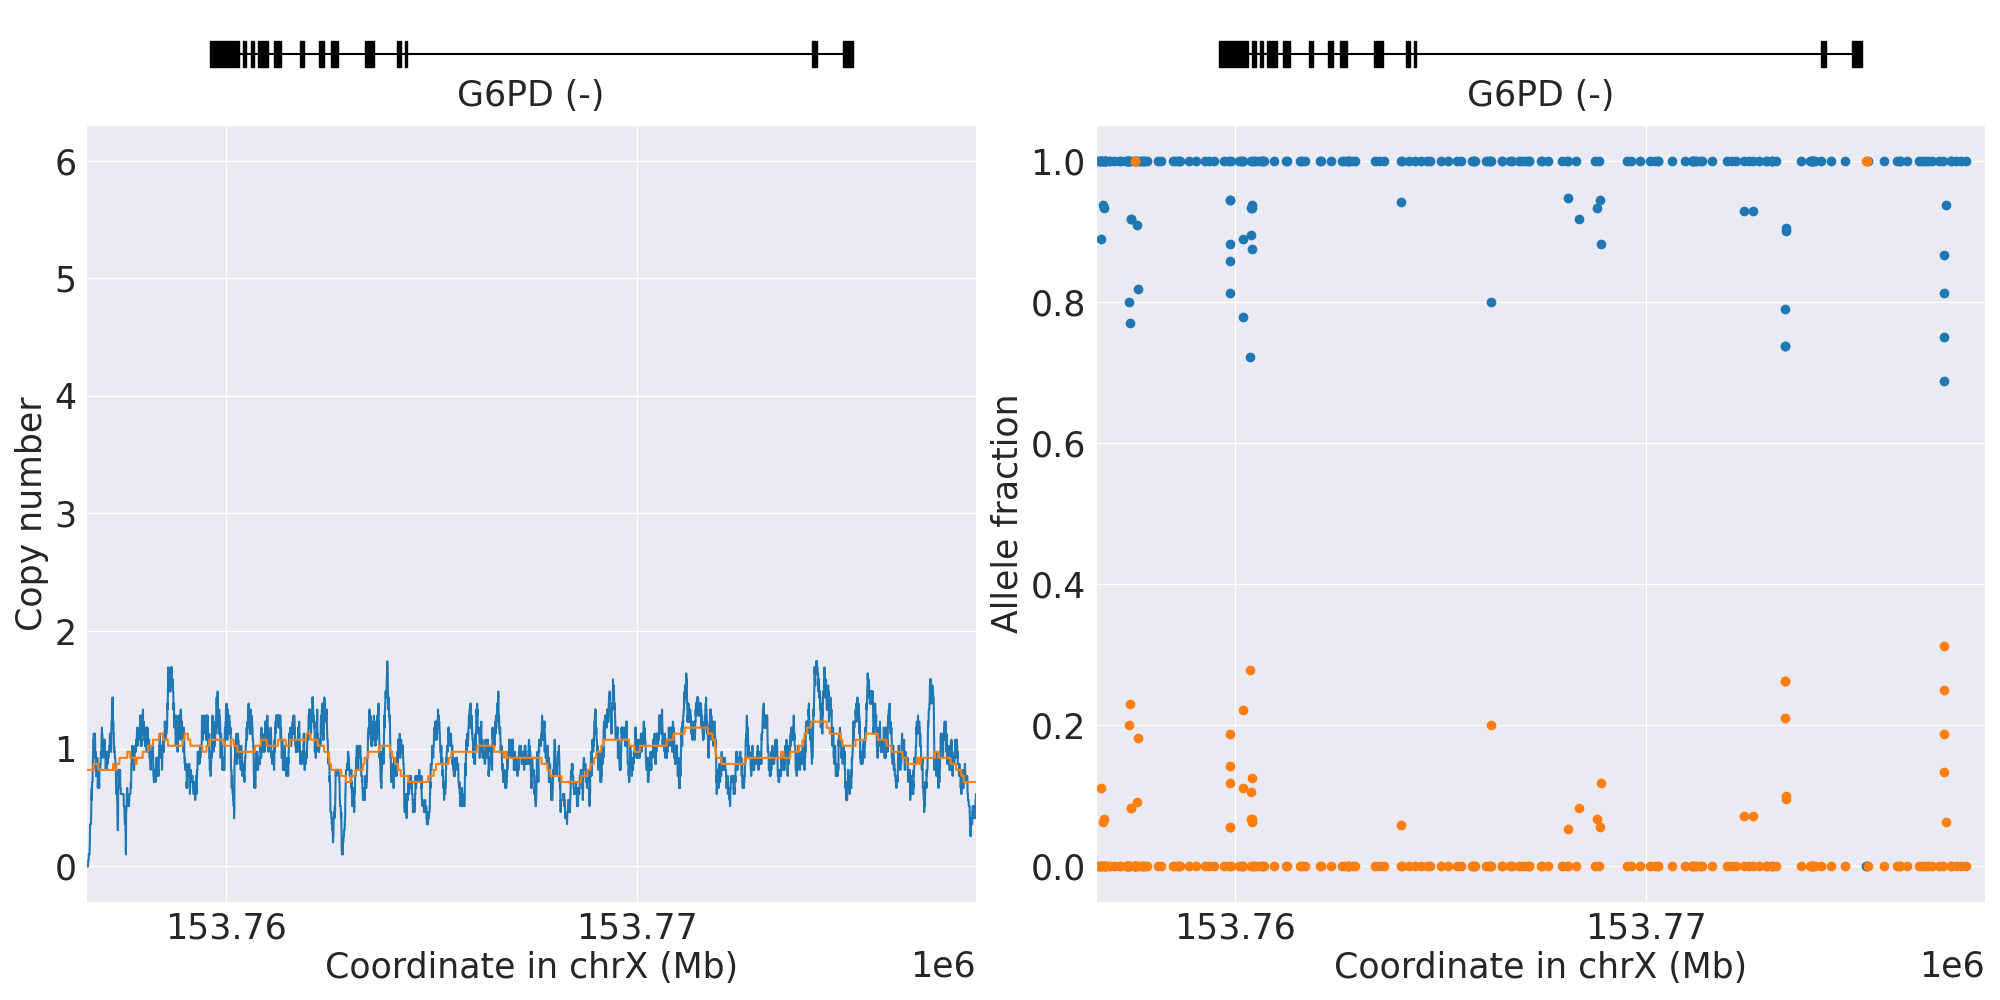 G6PD (-)
6
5
4
3
2
1
0
Copy number
153.76
153.77
Coordinate in chrX (Mb)
1e6
G6PD (-)
1.0
0.8
0.6
0.4
0.2
0.0
Allele fraction
153.76
153.77
Coordinate in chrX (Mb)
1e6